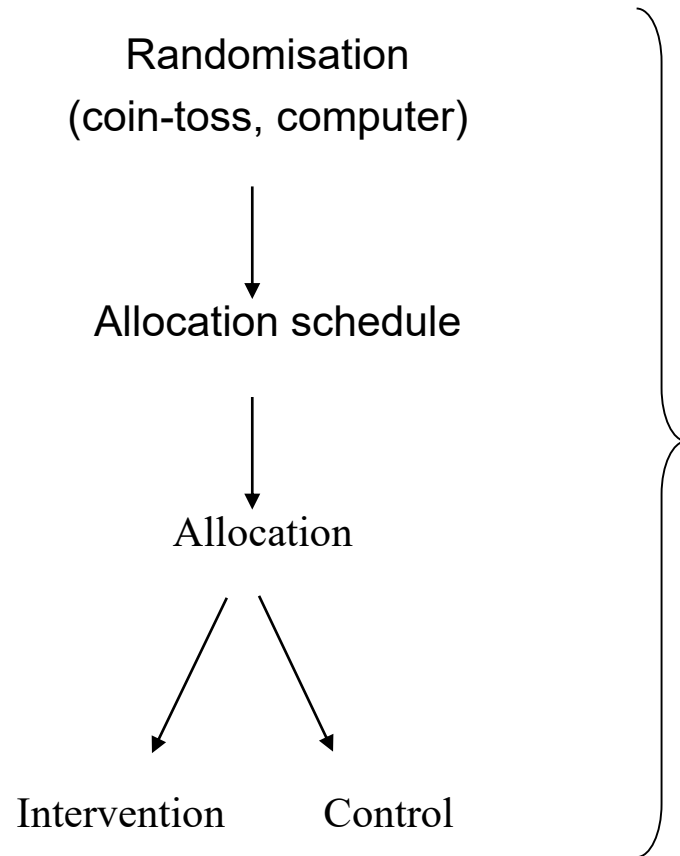 Randomisation
(coin-toss, computer)
Allocation schedule
Allocation
Intervention Control